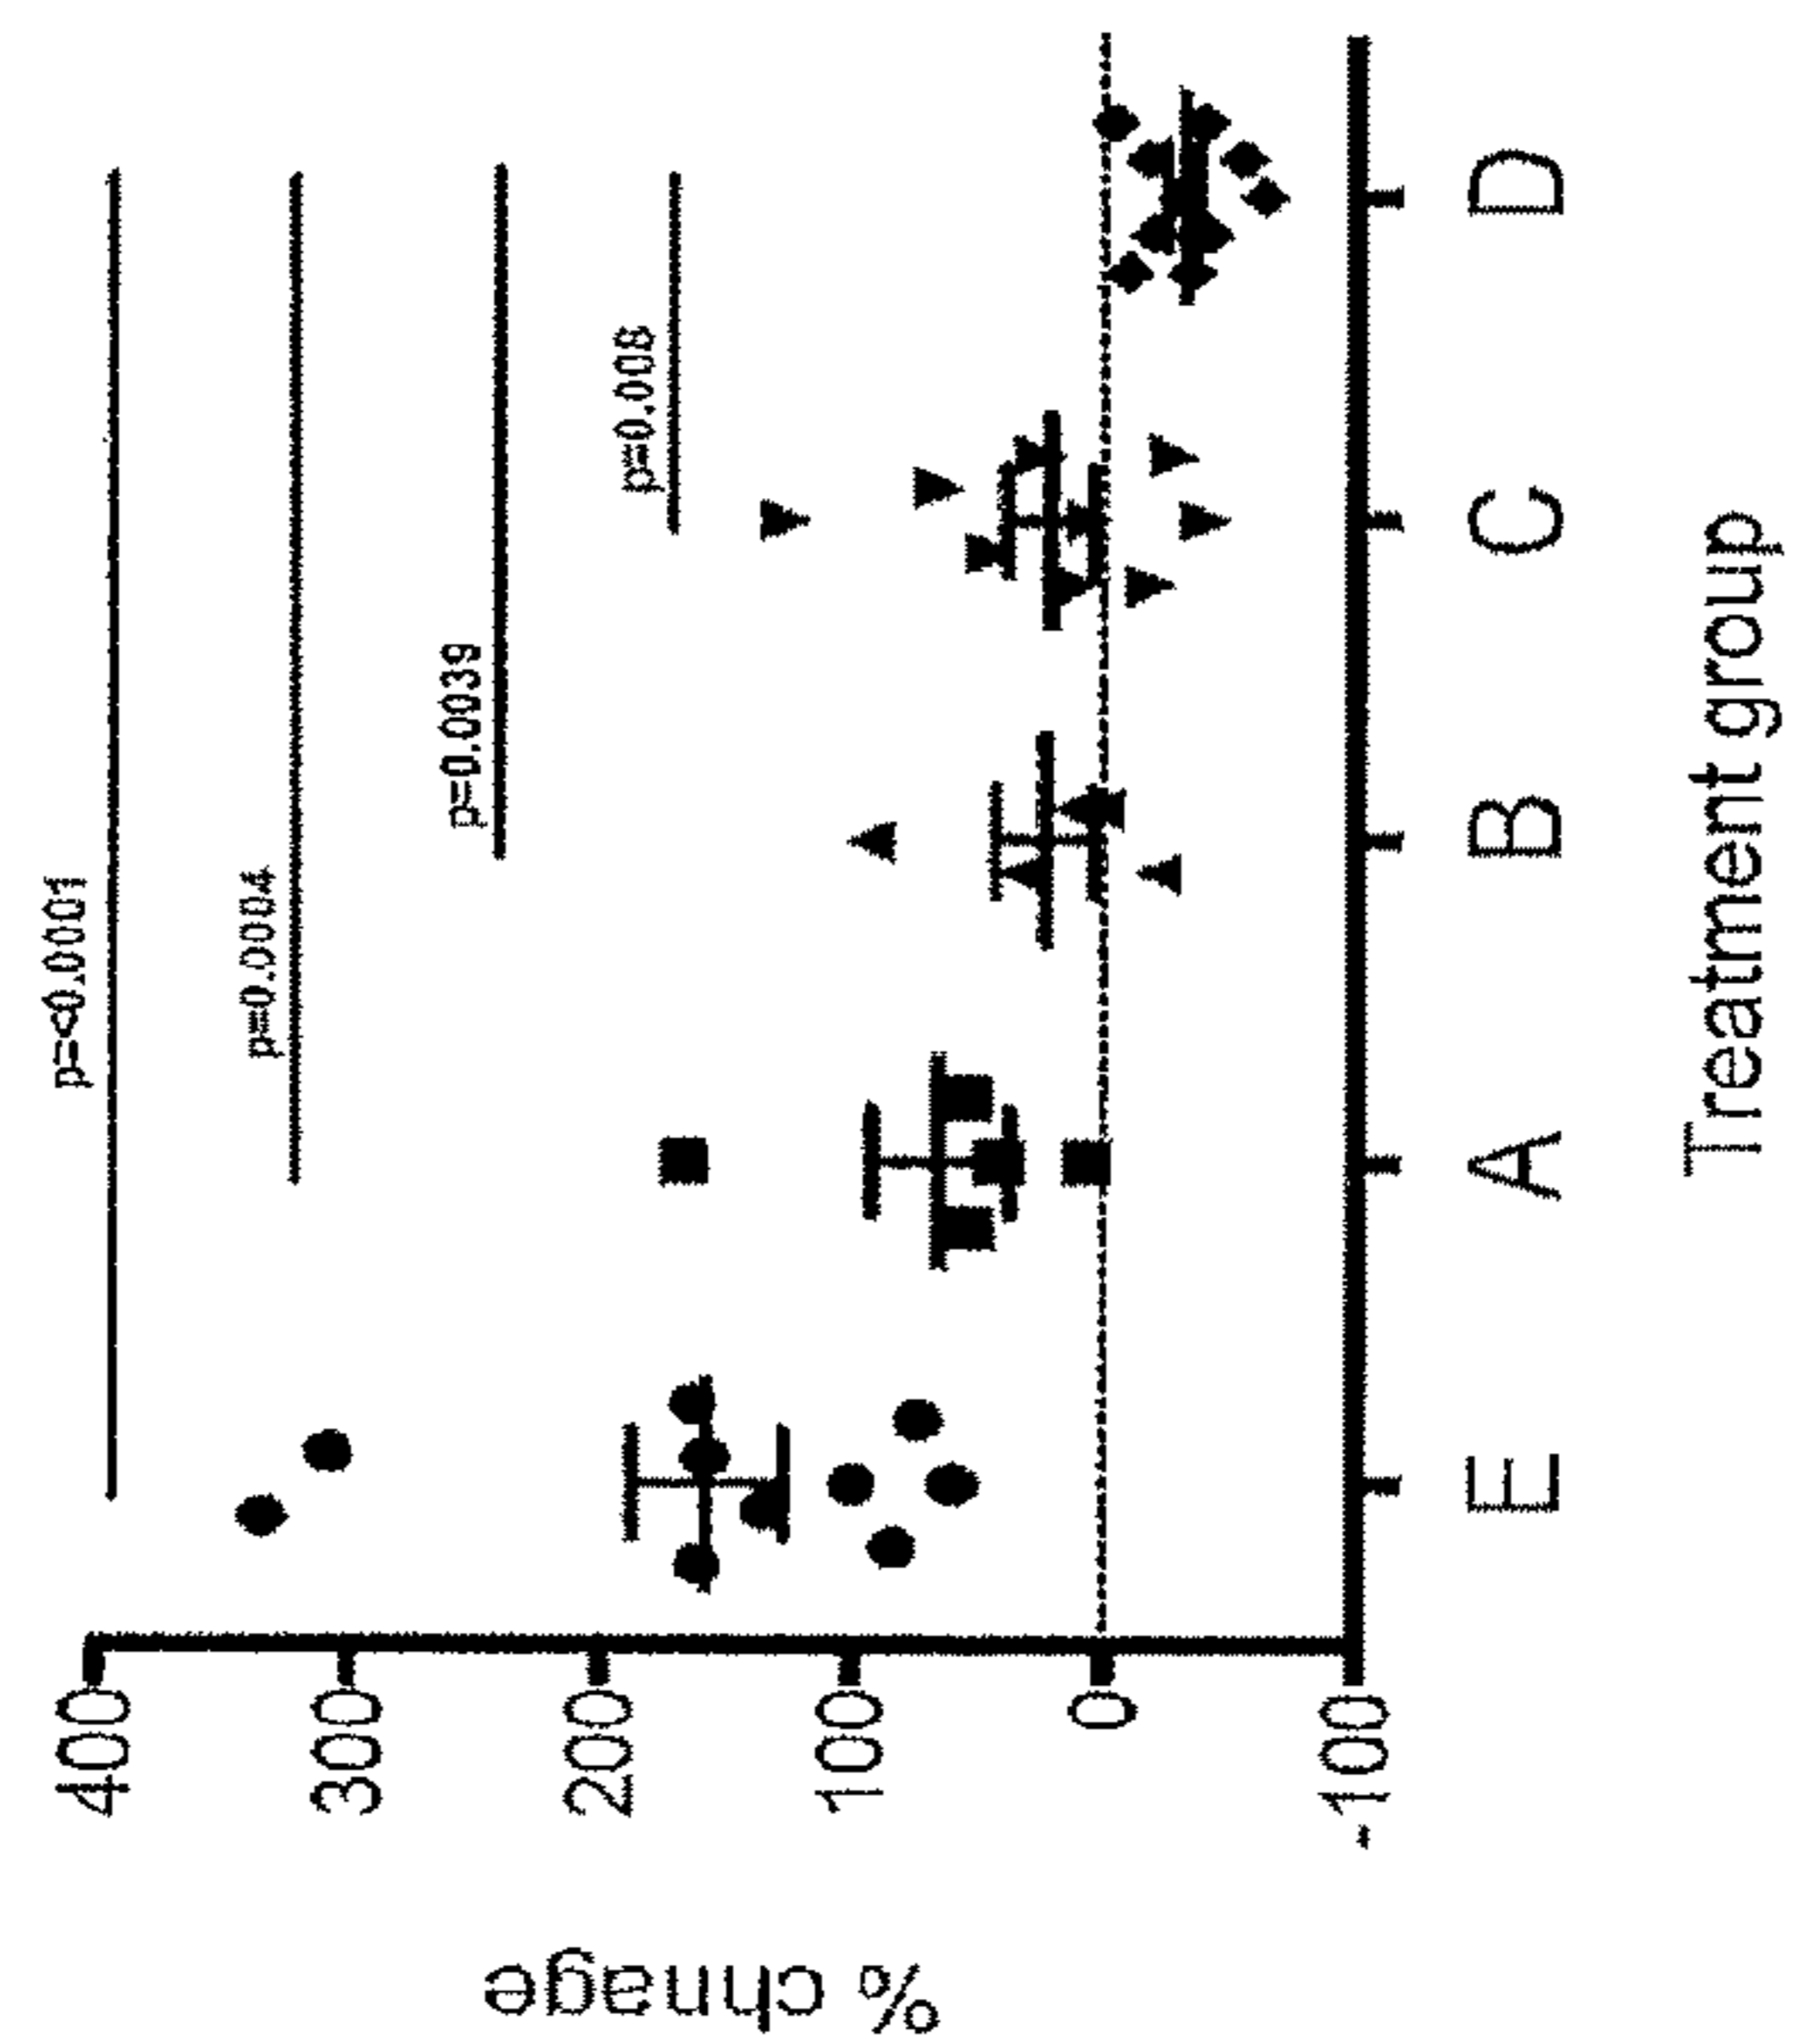 % chnage
400
300
200
100
0
-100
p=<0.0001
p=0.0004
p=0.0039
p=0.008
E A B C D
Treatment group